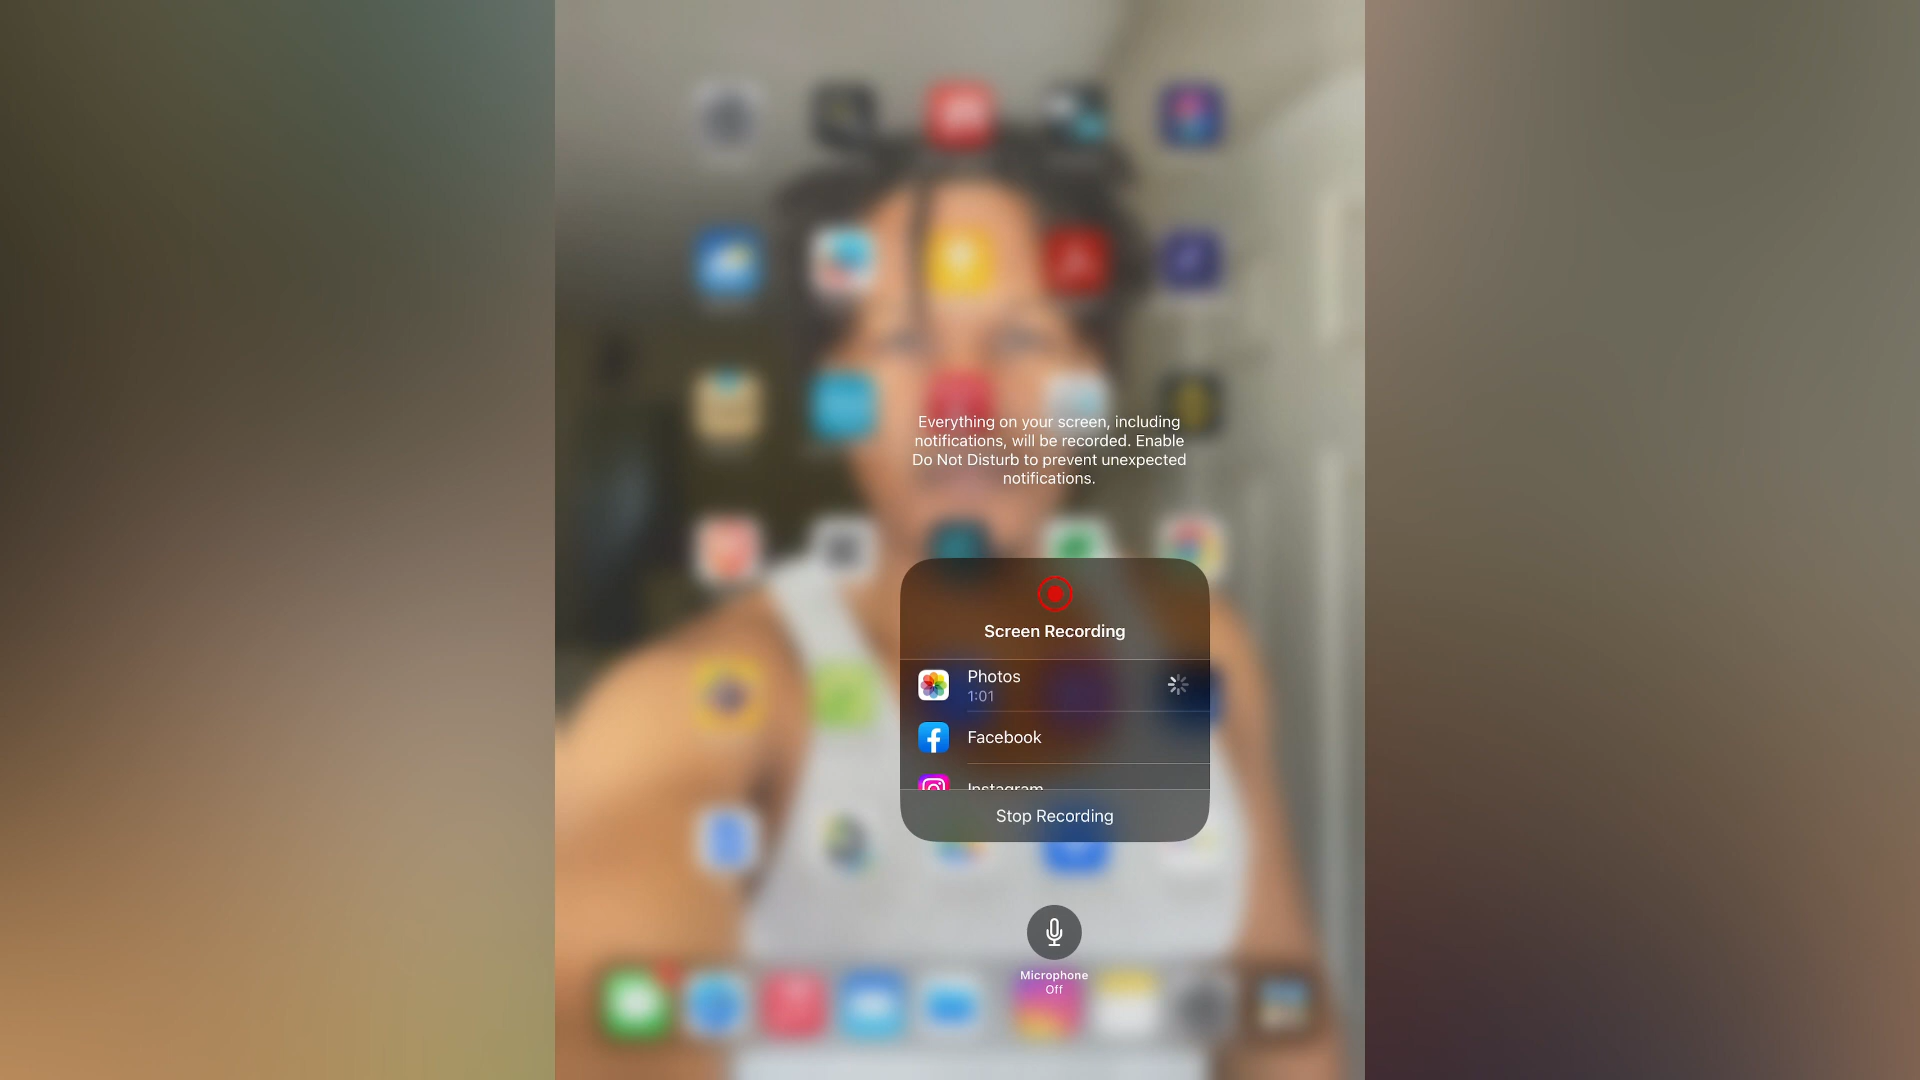 Everything on your screen, including
notifications, will be recorded. Enable
Do Not Disturb to prevent unexpected
notifications.
Screen Recording
Photos
1:01
Facebook
Instagram
Stop Recording
Microphone
Off